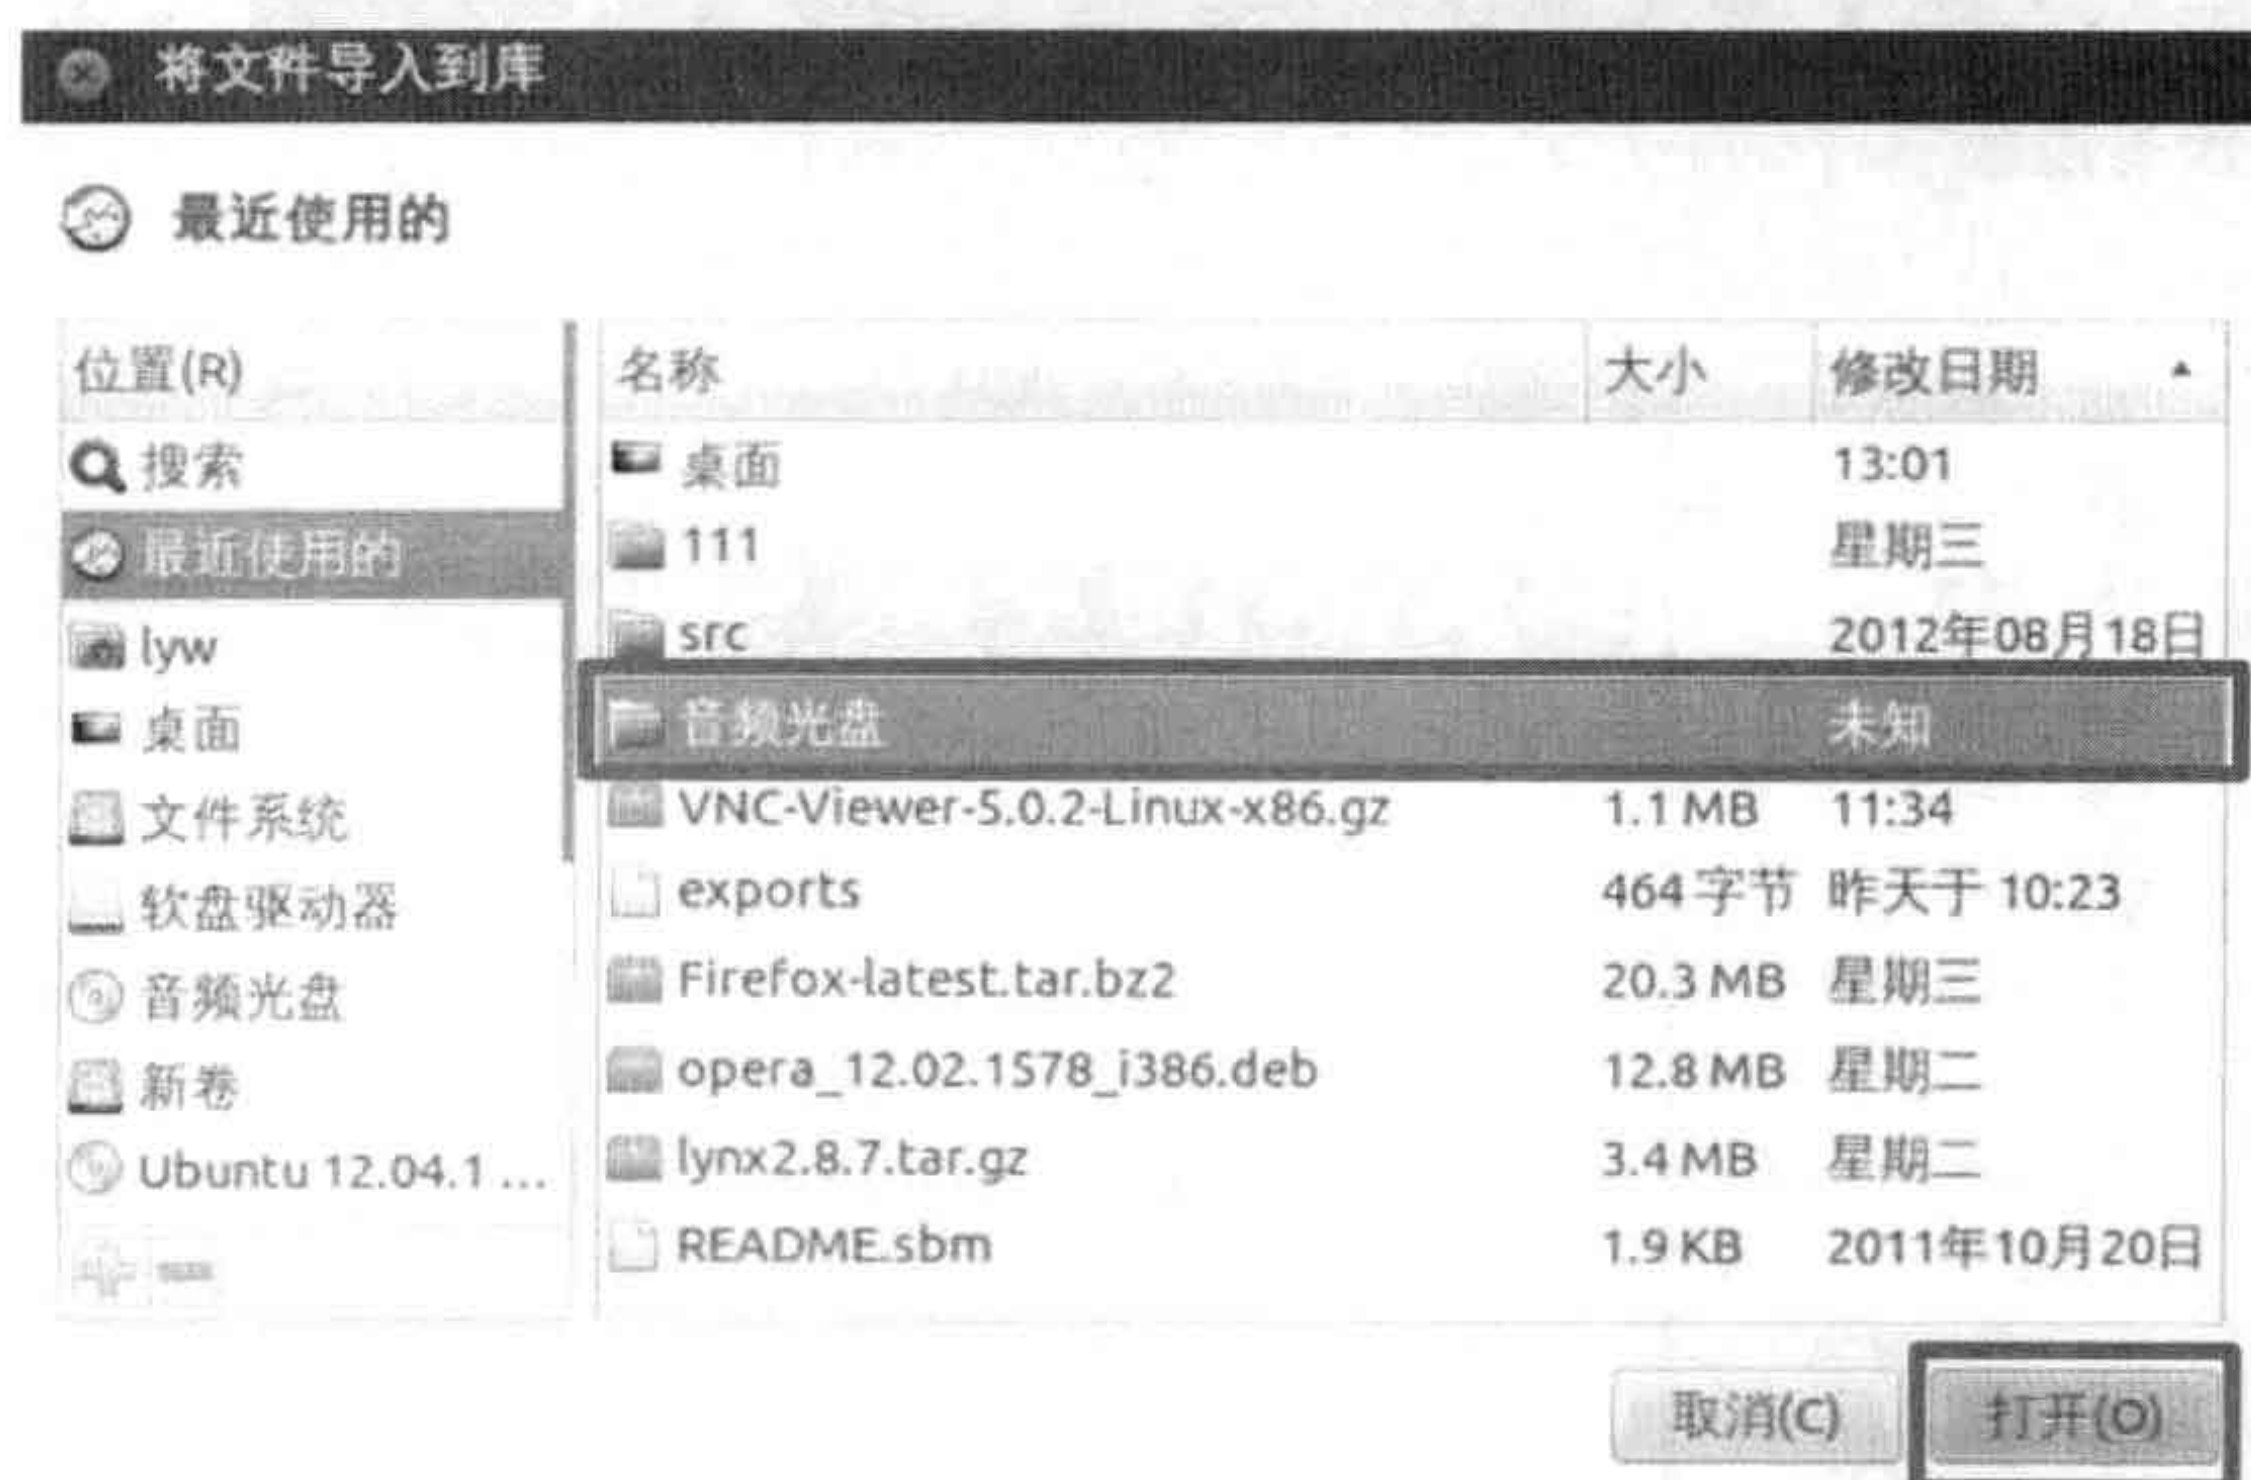 将文件导入到库
最近使用的
位置(R)
搜索
最近使用的
lyw
桌面
文件系统
软盘驱动器
音频光盘
新卷
Ubuntu 12.04.1 ...
名称 大小 修改日期
桌面 13:01
111 星期三
src 2012年08月18日
音频光盘 未知
VNC-Viewer-5.0.2-Linux-x86.gz 1.1 MB 11:34
exports 464 字节 昨天于 10:23
Firefox-latest.tar.bz2 20.3 MB 星期三
opera_12.02.1578_i386.deb 12.8 MB 星期二
lynx2.8.7.tar.gz 3.4 MB 星期二
README.sbm 1.9 KB 2011年10月20日
取消(C) 打开(O)